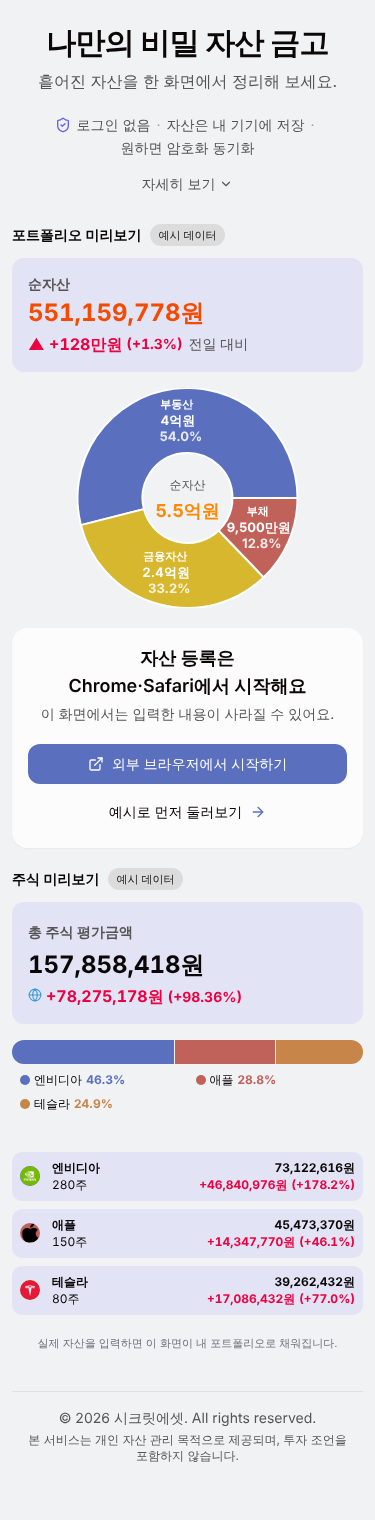 나만의 비밀 자산 금고
흩어진 자산을 한 화면에서 정리해 보세요.
로그인 없음 · 자산은 내 기기에 저장 ·
원하면 암호화 동기화
자세히 보기
포트폴리오 미리보기 예시 데이터
순자산
551,159,778원
▲ +128만원 (+1.3%) 전일 대비
부동산
4억원
54.0%
순자산
5.5억원
부채
9,500만원
12.8%
금융자산
2.4억원
33.2%
자산 등록은
Chrome·Safari에서 시작해요
이 화면에서는 입력한 내용이 사라질 수 있어요.
외부 브라우저에서 시작하기
예시로 먼저 둘러보기 →
주식 미리보기 예시 데이터
총 주식 평가금액
157,858,418원
+78,275,178원 (+98.36%)
엔비디아 46.3% 애플 28.8%
테슬라 24.9%
엔비디아 73,122,616원
280주 +46,840,976원 (+178.2%)
애플 45,473,370원
150주 +14,347,770원 (+46.1%)
테슬라 39,262,432원
80주 +17,086,432원 (+77.0%)
실제 자산을 입력하면 이 화면이 내 포트폴리오로 채워집니다.
© 2026 시크릿에셋. All rights reserved.
본 서비스는 개인 자산 관리 목적으로 제공되며, 투자 조언을
포함하지 않습니다.